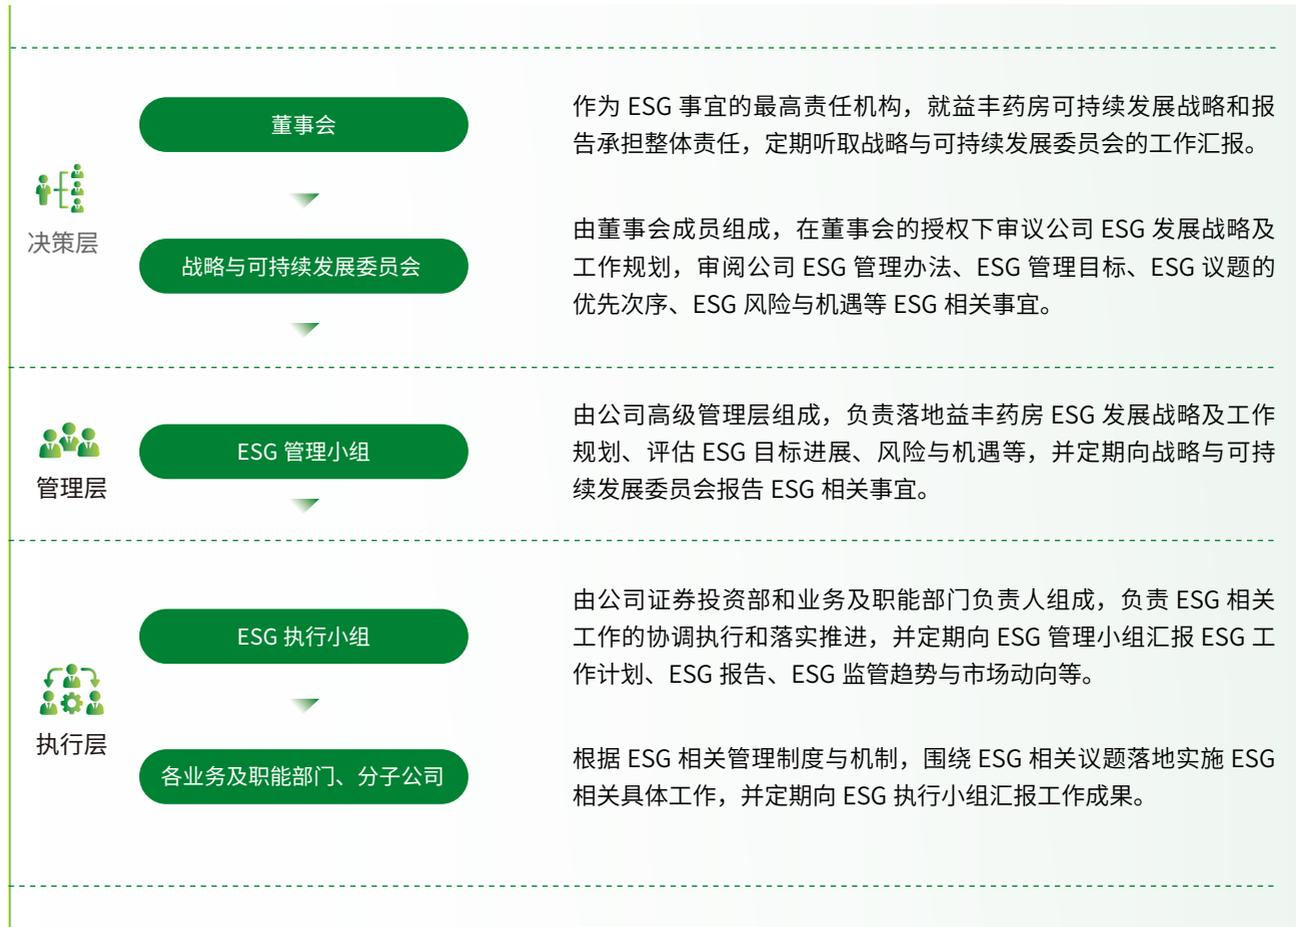 董事会
作为 ESG 事宜的最高责任机构，就益丰药房可持续发展战略和报
告承担整体责任，定期听取战略与可持续发展委员会的工作汇报。
决策层
战略与可持续发展委员会
由董事会成员组成，在董事会的授权下审议公司 ESG 发展战略及
工作规划，审阅公司 ESG 管理办法、ESG 管理目标、ESG 议题的
优先次序、ESG 风险与机遇等 ESG 相关事宜。
管理层
ESG 管理小组
由公司高级管理层组成，负责落地益丰药房 ESG 发展战略及工作
规划、评估 ESG 目标进展、风险与机遇等，并定期向战略与可持
续发展委员会报告 ESG 相关事宜。
ESG 执行小组
由公司证券投资部和业务及职能部门负责人组成，负责 ESG 相关
工作的协调执行和落实推进，并定期向 ESG 管理小组汇报 ESG 工
作计划、ESG 报告、ESG 监管趋势与市场动向等。
执行层
各业务及职能部门、分子公司
根据 ESG 相关管理制度与机制，围绕 ESG 相关议题落地实施 ESG
相关具体工作，并定期向 ESG 执行小组汇报工作成果。